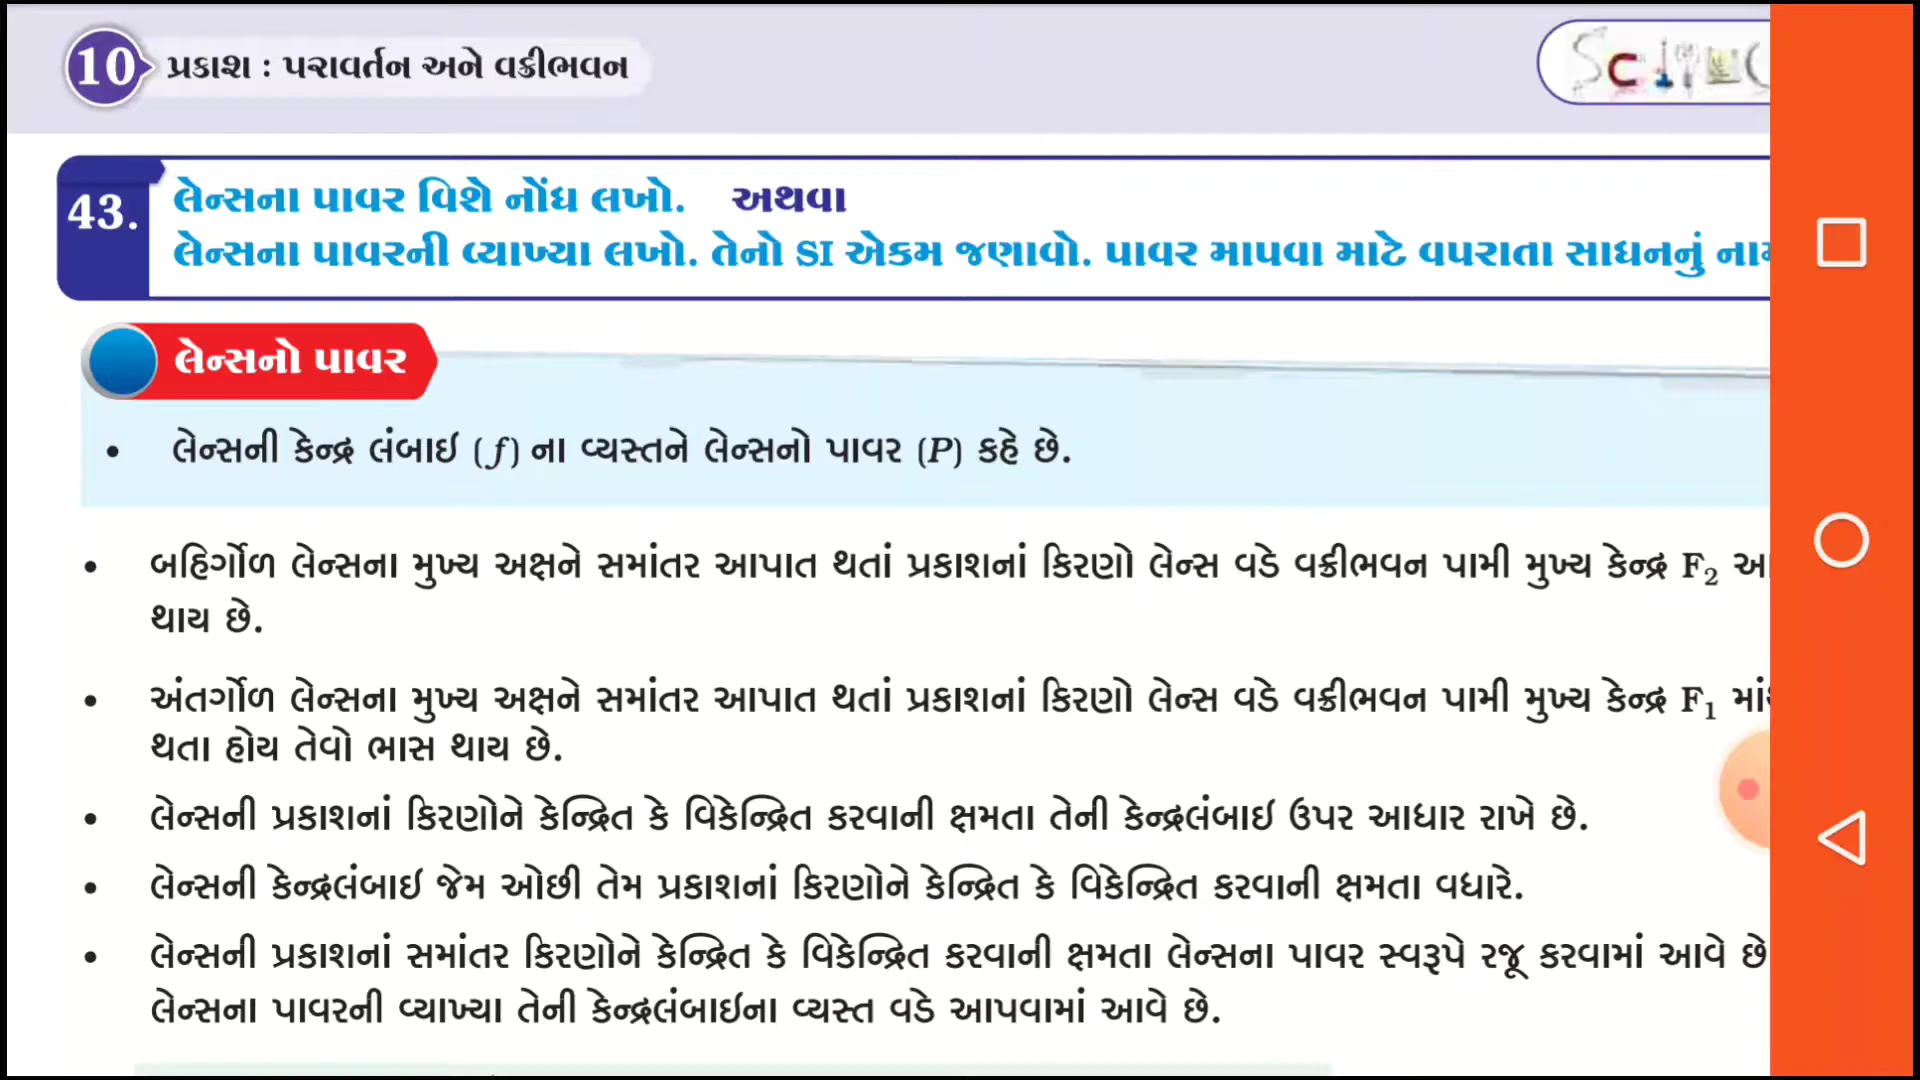 10 પ્રકાશ : પરાવર્તન અને વક્રીભવન
43. લેન્સના પાવર વિશે નોંધ લખો. અથવા
લેન્સના પાવરની વ્યાખ્યા લખો. તેનો SI એકમ જણાવો. પાવર માપવા માટે વપરાતા સાધનનું
લેન્સનો પાવર
• લેન્સની કેન્દ્ર લંબાઈ (f) ના વ્યસ્તને લેન્સનો પાવર (P) કહે છે.
• બહિર્ગોળ લેન્સના મુખ્ય અક્ષને સમાંતર આપાત થતાં પ્રકાશનાં કિરણો લેન્સ વડે વક્રીભવન પામી મુખ્ય કેન્દ્ર F₂
થાય છે.
• અંતર્ગોળ લેન્સના મુખ્ય અક્ષને સમાંતર આપાત થતાં પ્રકાશનાં કિરણો લેન્સ વડે વક્રીભવન પામી મુખ્ય કેન્દ્ર F₁
થતા હોય તેવો ભાસ થાય છે.
• લેન્સની પ્રકાશનાં કિરણોને કેન્દ્રિત કે વિકેન્દ્રિત કરવાની ક્ષમતા તેની કેન્દ્રલંબાઈ ઉપર આધાર રાખે છે.
• લેન્સની કેન્દ્રલંબાઈ જેમ ઓછી તેમ પ્રકાશનાં કિરણોને કેન્દ્રિત કે વિકેન્દ્રિત કરવાની ક્ષમતા વધારે.
• લેન્સની પ્રકાશનાં સમાંતર કિરણોને કેન્દ્રિત કે વિકેન્દ્રિત કરવાની ક્ષમતા લેન્સના પાવર સ્વરૂપે રજૂ કરવામાં આવે છે
લેન્સના પાવરની વ્યાખ્યા તેની કેન્દ્રલંબાઈના વ્યસ્ત વડે આપવામાં આવે છે.